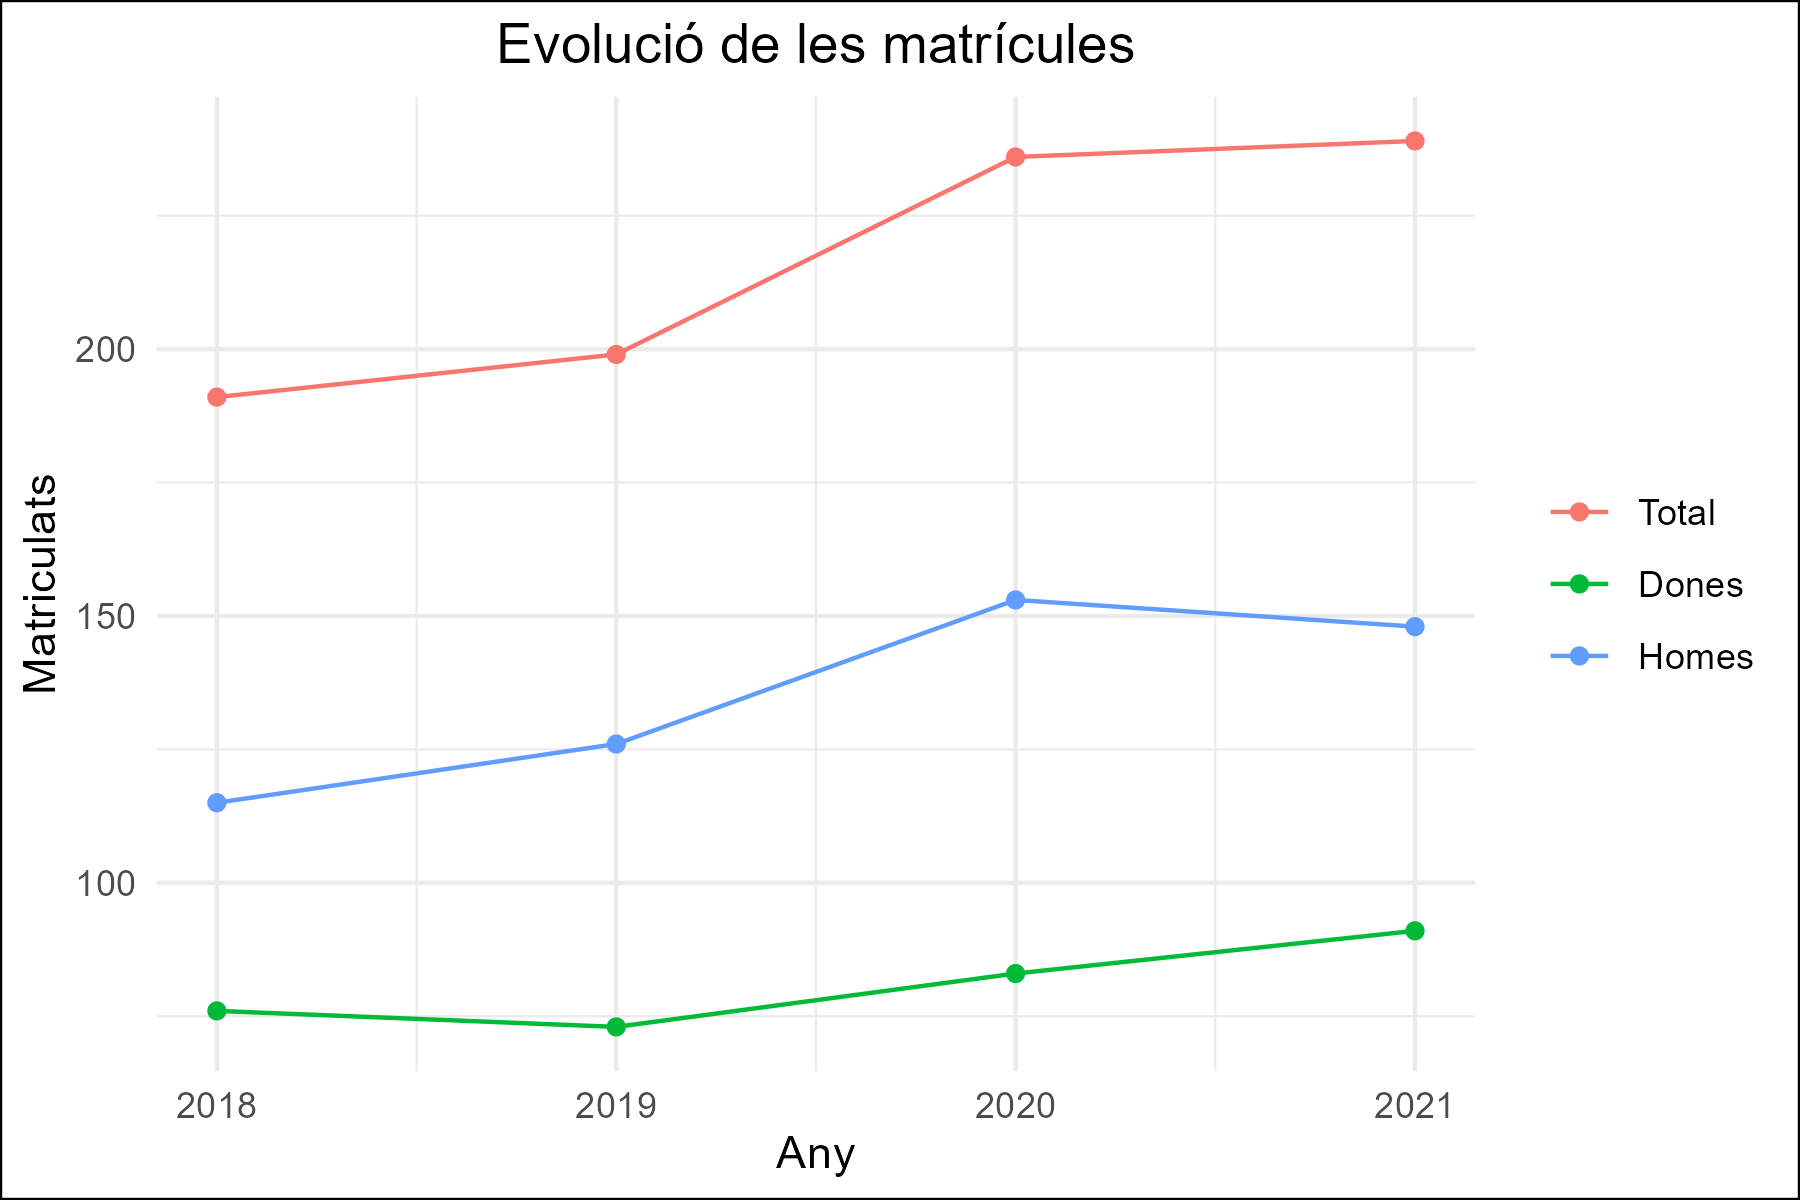 Evolució de les matrícules
Matriculats
200
150
100
2018
2019
2020
2021
Any
Total
Dones
Homes